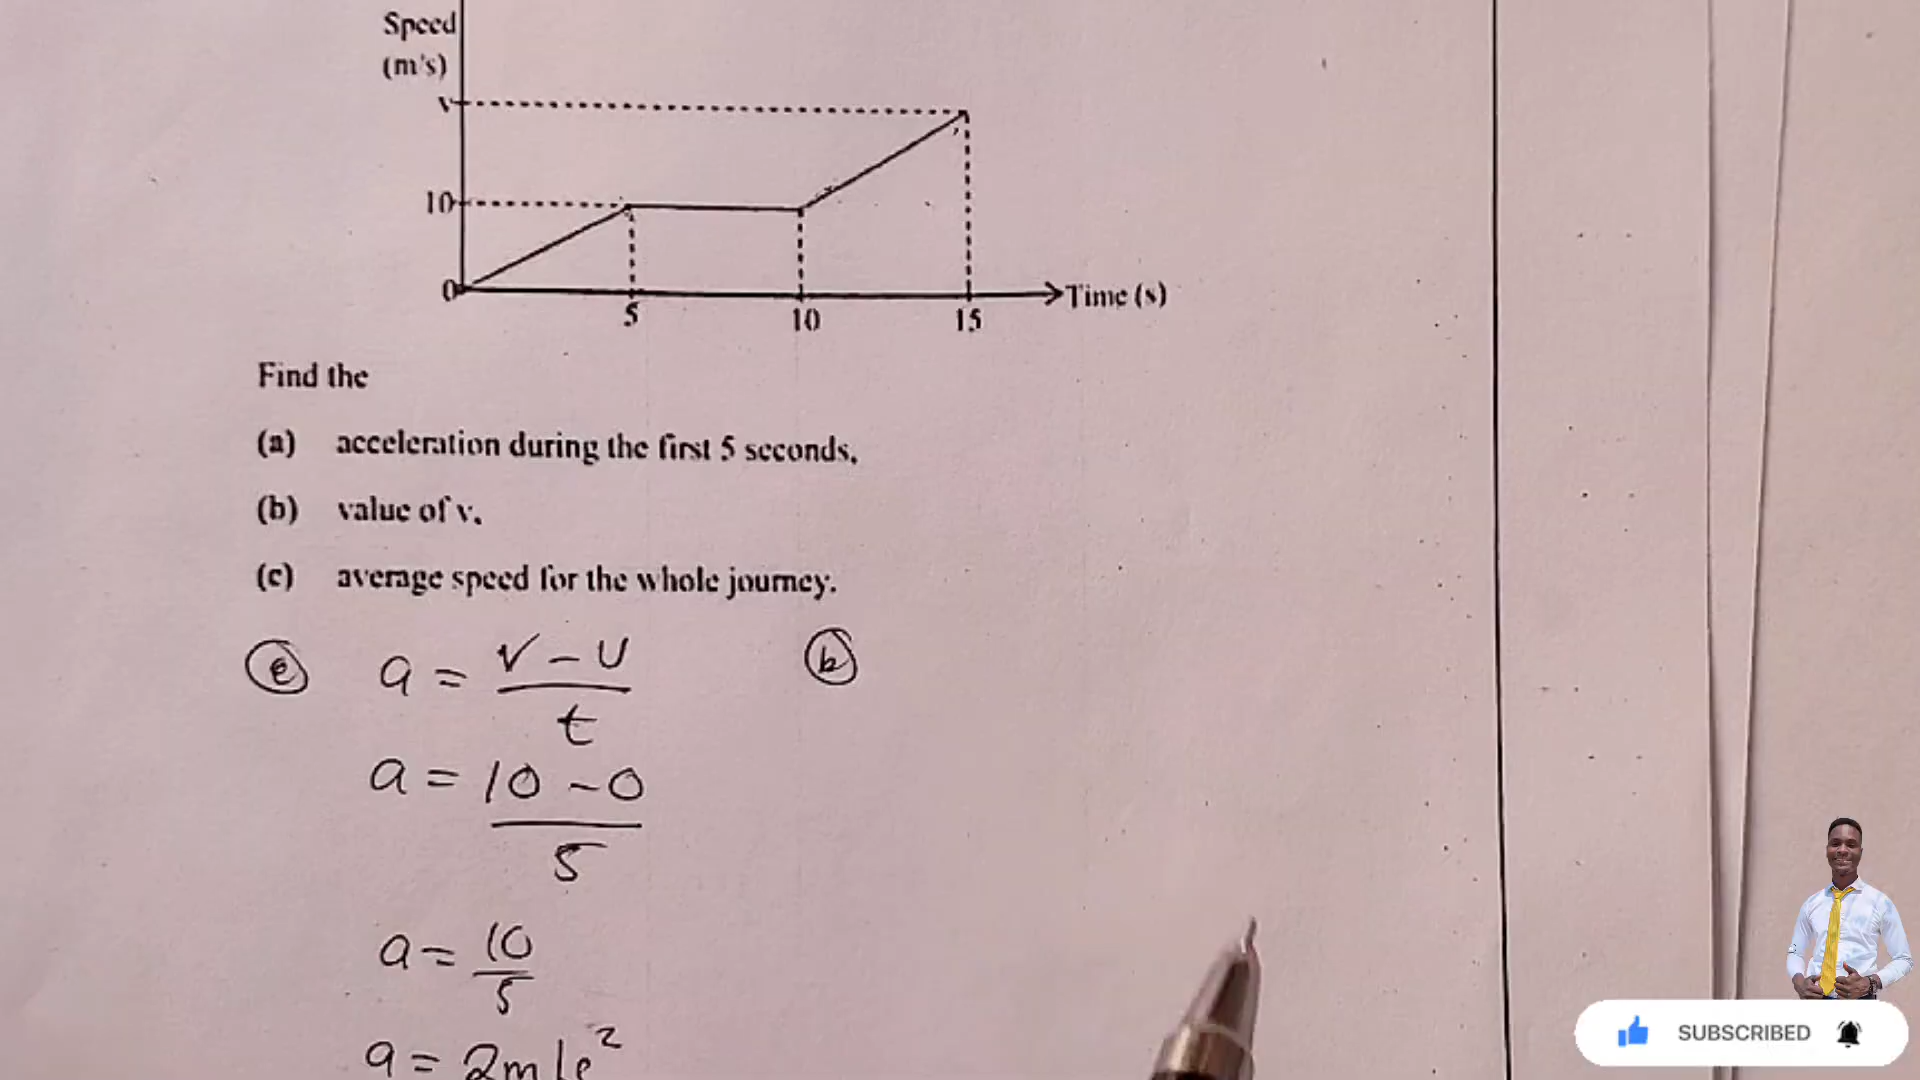 Speed
(m/s)
v
10
0
Time (s)
5
10
15
Find the
(a) acceleration during the first 5 seconds,
(b) value of v,
(c) average speed for the whole journey.
a = v - u
t
(b)
a = 10 - 0
5
a = 10
5
a = 2m/s²
SUBSCRIBED